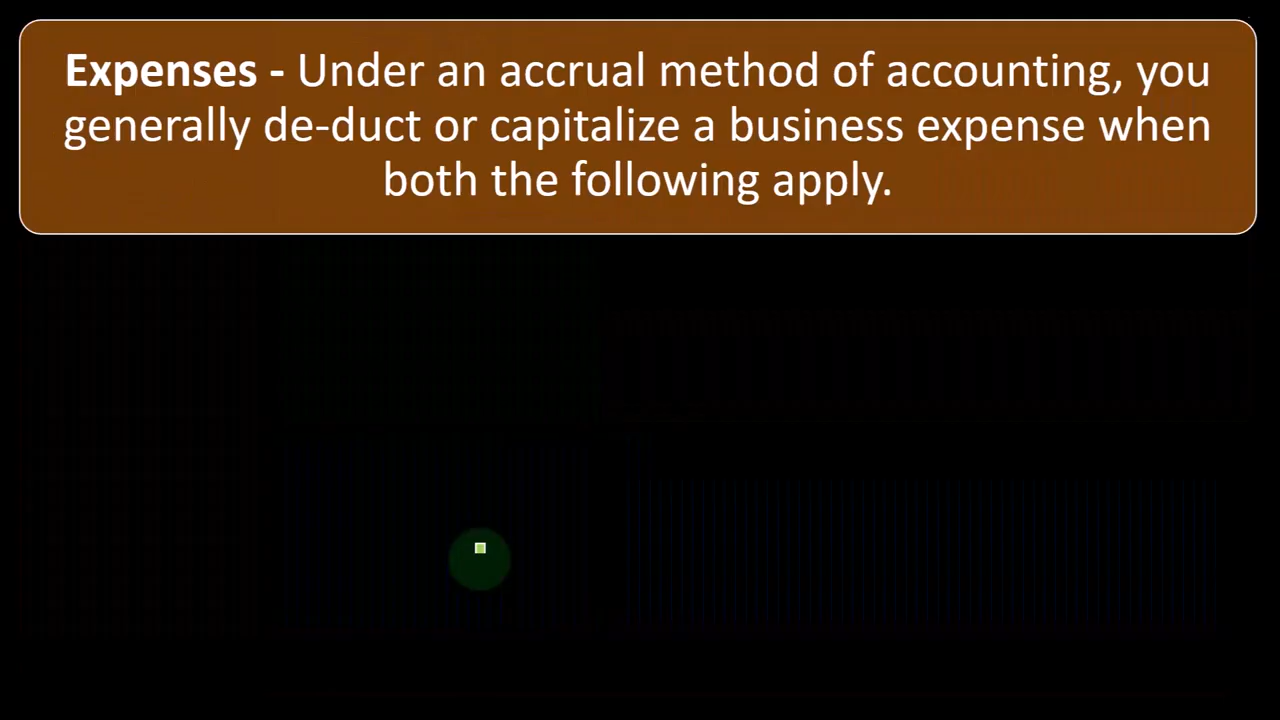 Expenses - Under an accrual method of accounting, you
generally de-duct or capitalize a business expense when
both the following apply.